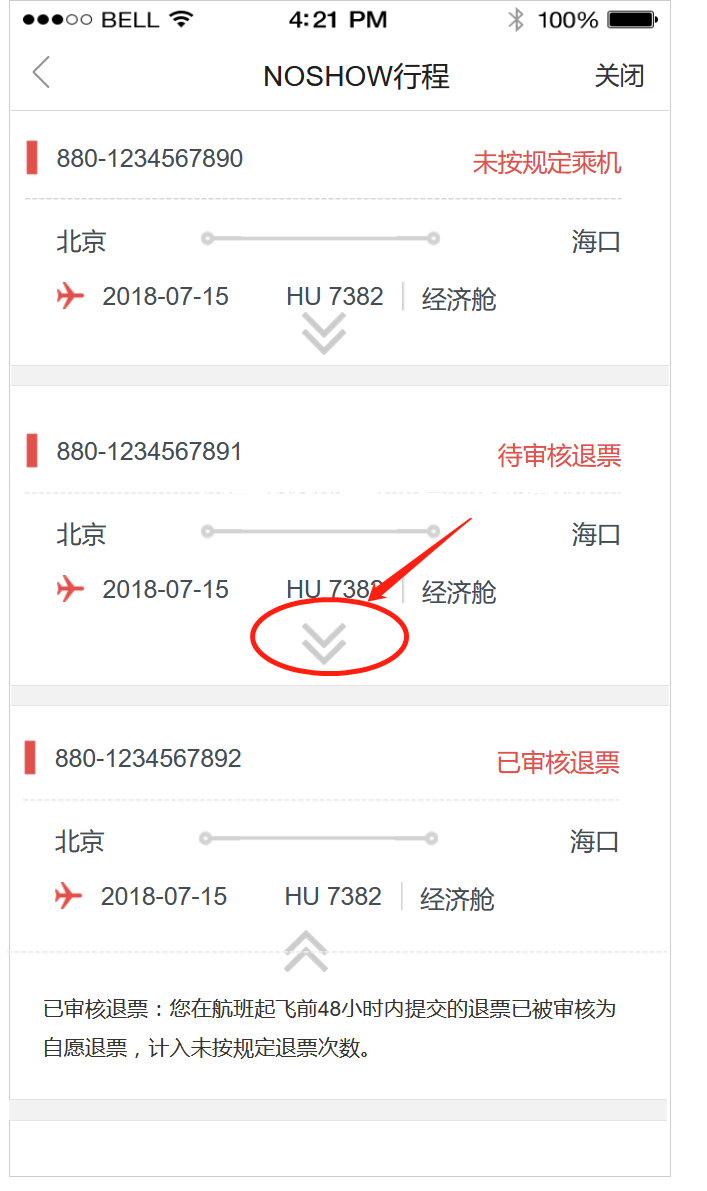 BELL 4:21 PM 100%
NOSHOW行程 关闭
880-1234567890 未按规定乘机
北京 海口
2018-07-15 HU 7382 经济舱
880-1234567891 待审核退票
北京 海口
2018-07-15 HU 7382 经济舱
880-1234567892 已审核退票
北京 海口
2018-07-15 HU 7382 经济舱
已审核退票：您在航班起飞前48小时内提交的退票已被审核为
自愿退票，计入未按规定退票次数。